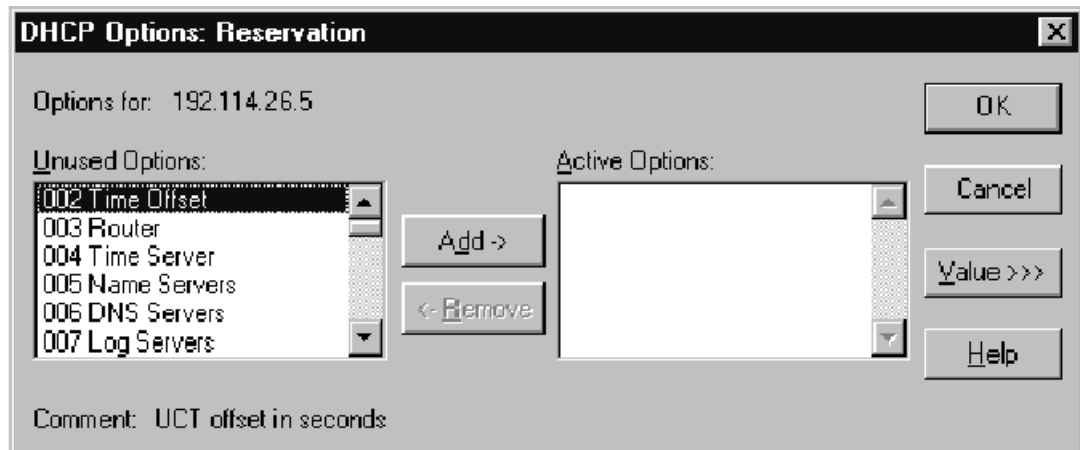 DHCP Options: Reservation
Options for: 192.114.26.5
OK
Unused Options:
Active Options:
002 Time Offset
003 Router
004 Time Server
005 Name Servers
006 DNS Servers
007 Log Servers
Add ->
<- Remove
Cancel
Value >>>
Help
Comment: UCT offset in seconds